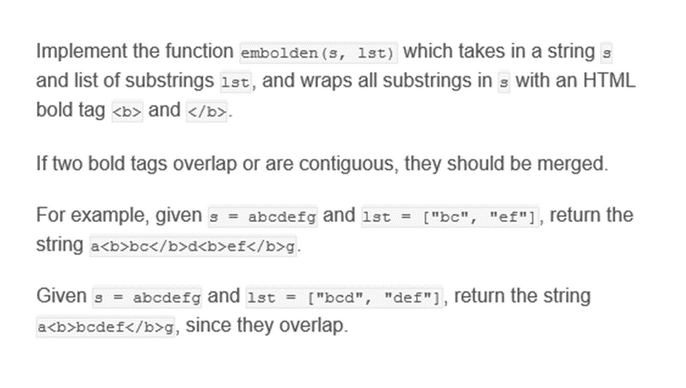 Implement the function embolden(s, lst) which takes in a string s
and list of substrings lst, and wraps all substrings in s with an HTML
bold tag <b> and </b>.
If two bold tags overlap or are contiguous, they should be merged.
For example, given s = abcdefg and lst = ["bc", "ef"], return the
string a<b>bc</b>d<b>ef</b>g.
Given s = abcdefg and lst = ["bcd", "def"], return the string
a<b>bcdef</b>g, since they overlap.